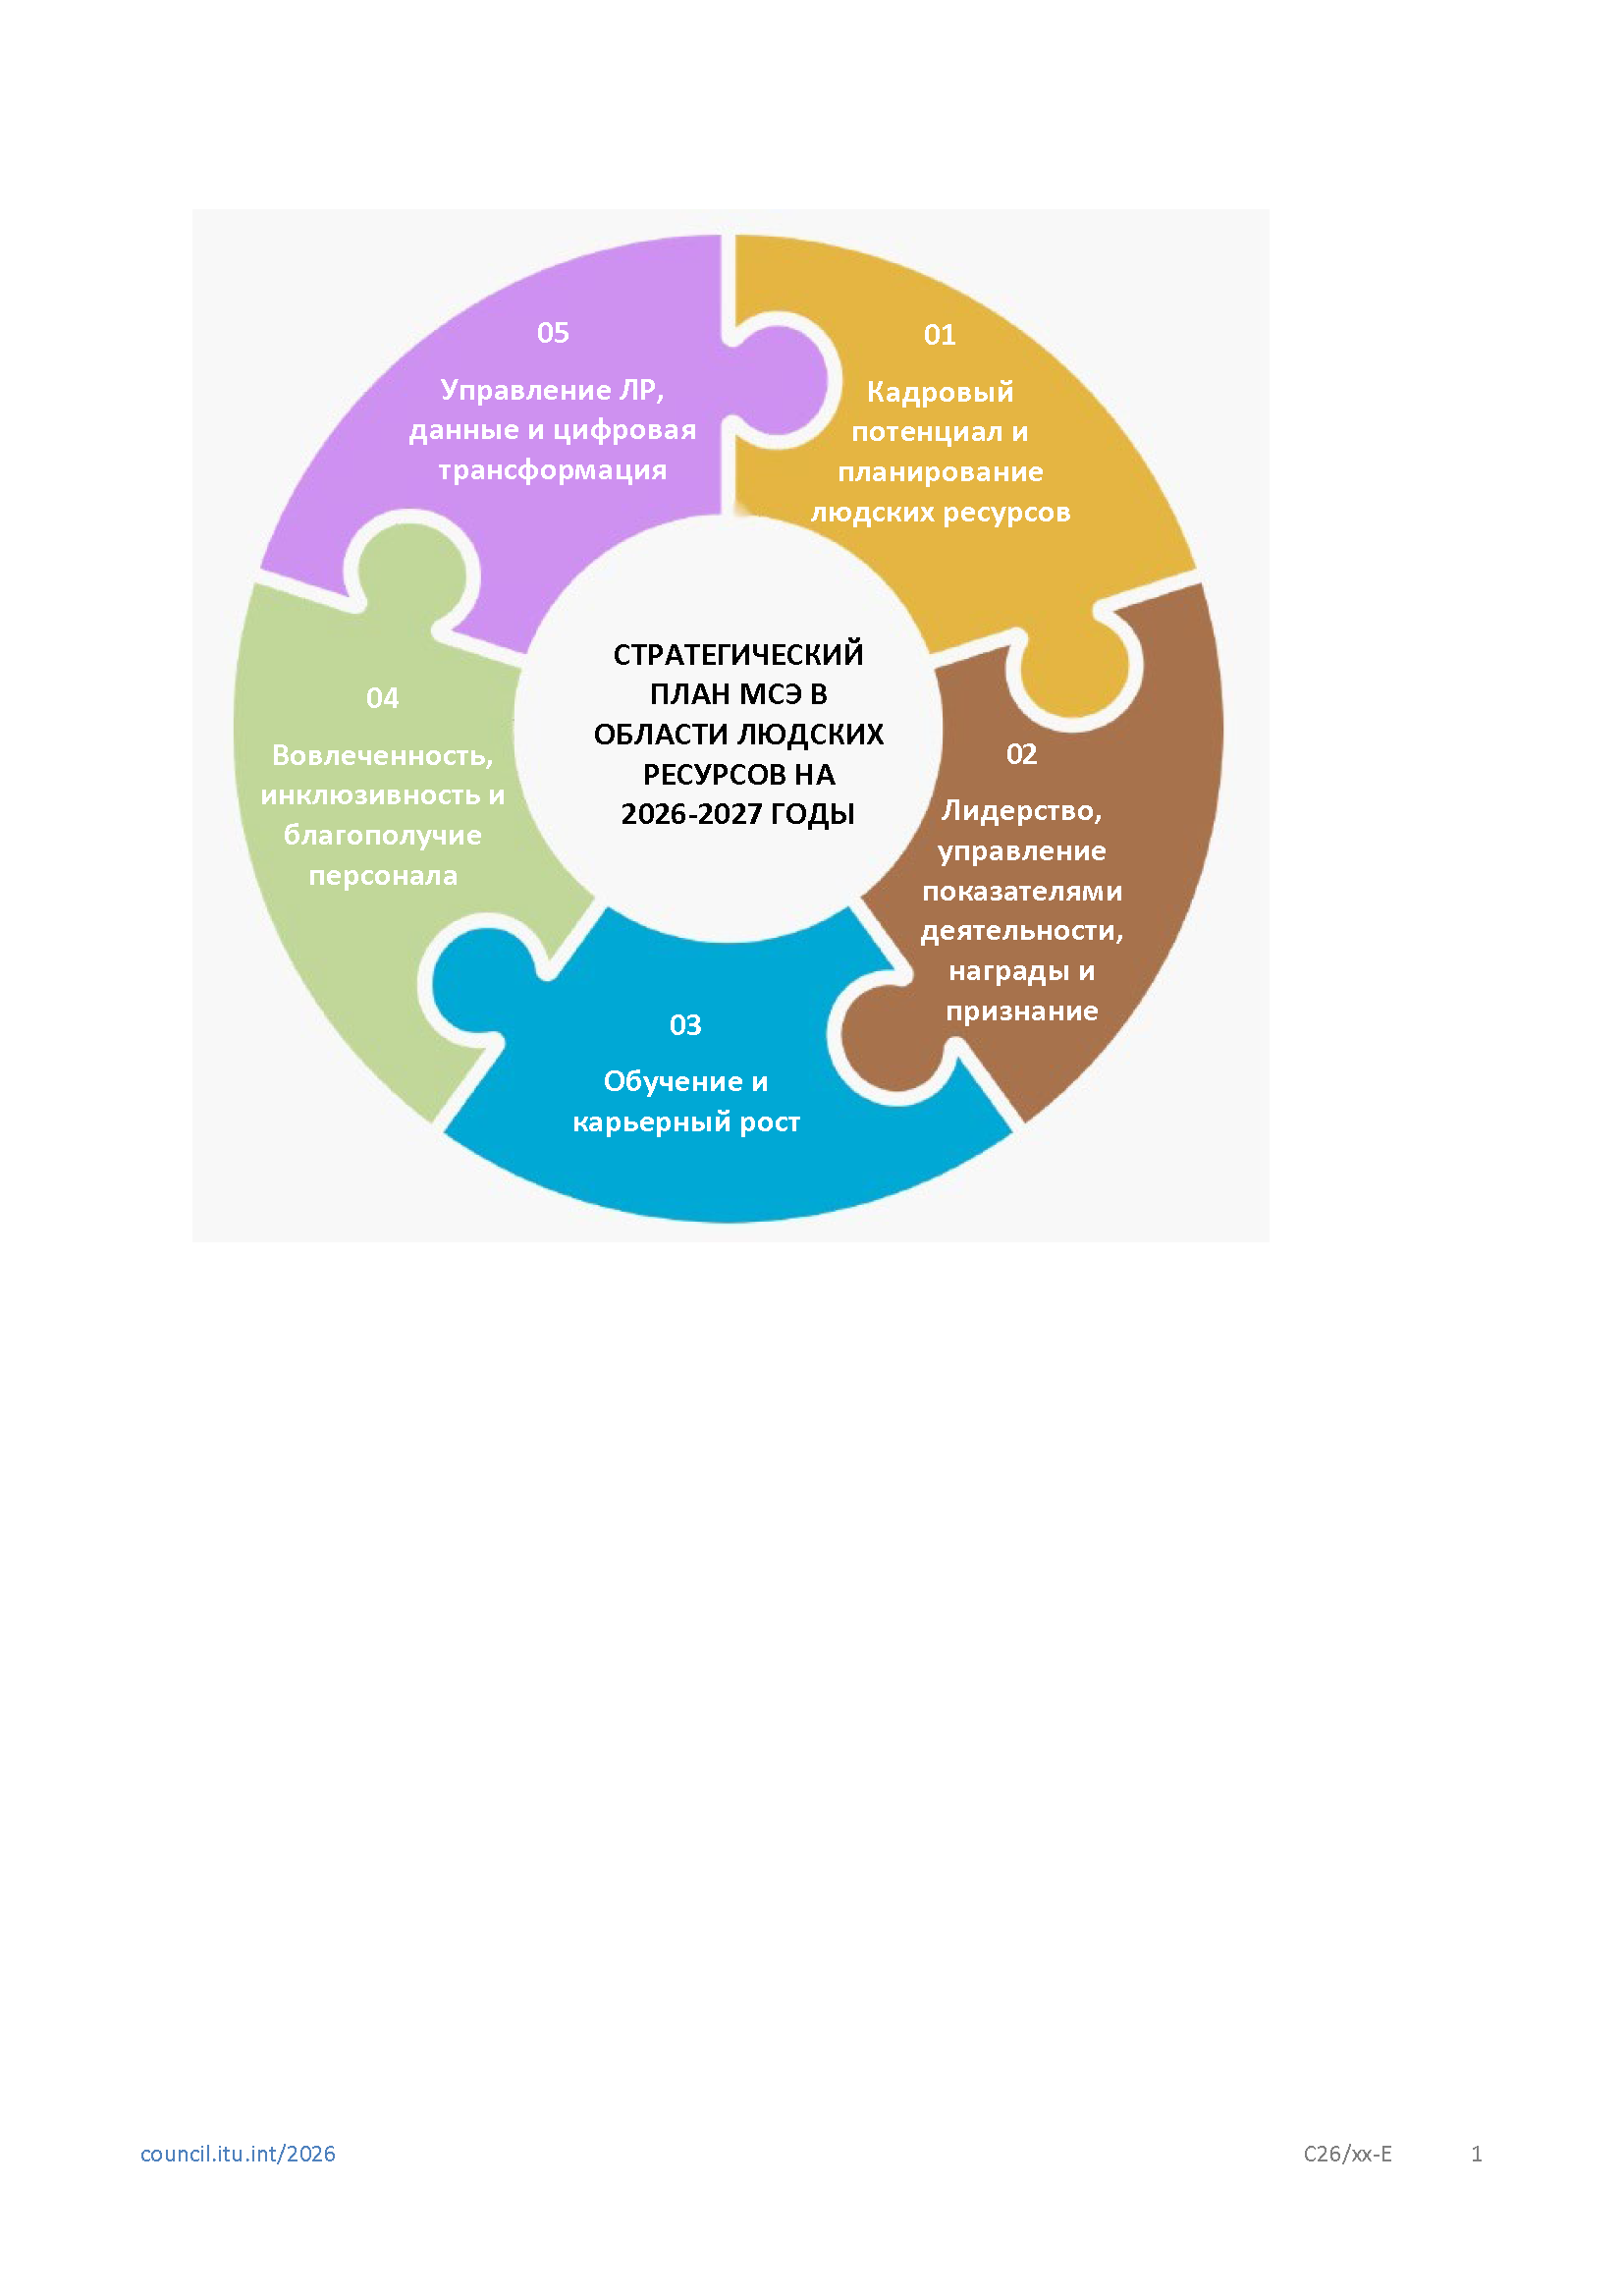 05
Управление ЛР,
данные и цифровая
трансформация
01
Кадровый
потенциал и
планирование
людских ресурсов
СТРАТЕГИЧЕСКИЙ
ПЛАН МСЭ В
ОБЛАСТИ ЛЮДСКИХ
РЕСУРСОВ НА
2026-2027 ГОДЫ
04
Вовлеченность,
инклюзивность и
благополучие
персонала
02
Лидерство,
управление
показателями
деятельности,
награды и
признание
03
Обучение и
карьерный рост
council.itu.int/2026
C26/xx-E 1